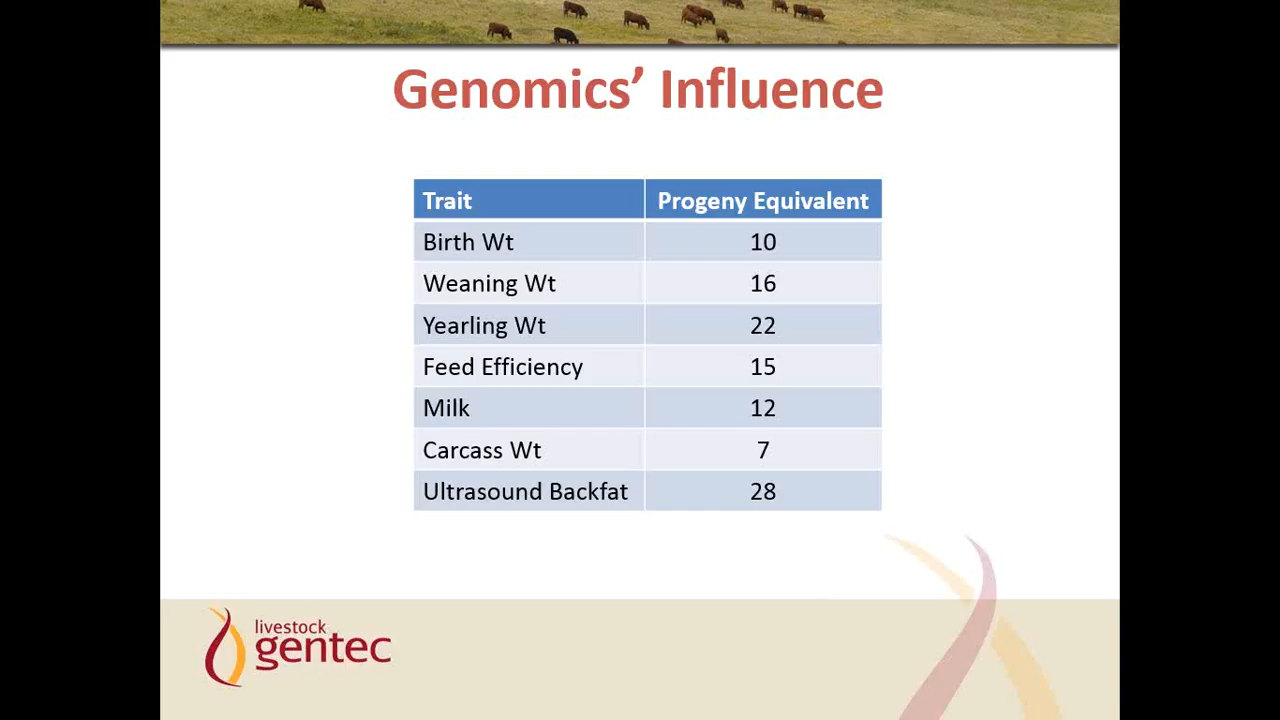 Genomics’ Influence
Trait Progeny Equivalent
Birth Wt 10
Weaning Wt 16
Yearling Wt 22
Feed Efficiency 15
Milk 12
Carcass Wt 7
Ultrasound Backfat 28
livestock
gentec